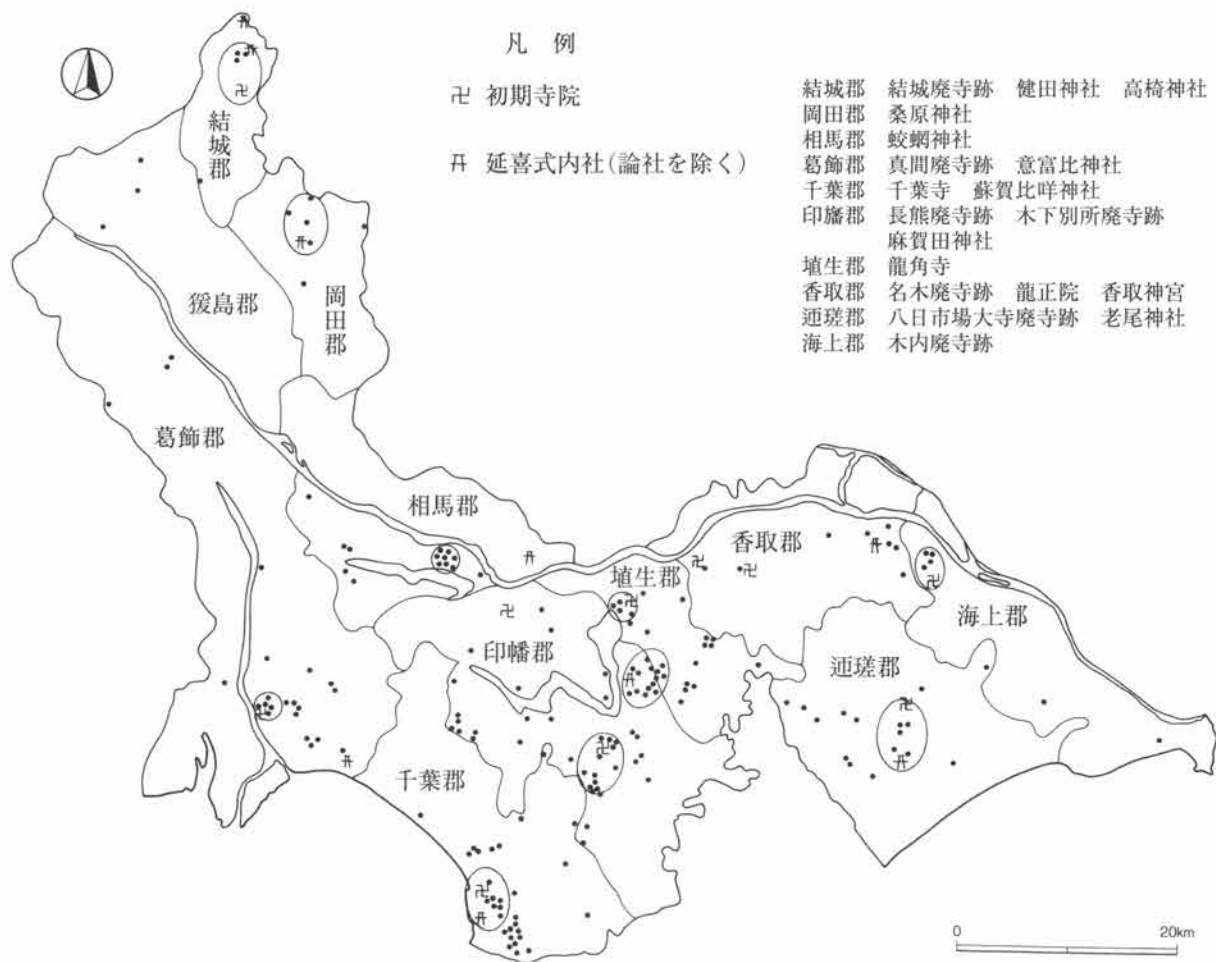 凡 例
卍 初期寺院
延喜式内社(論社を除く)
結城郡 結城廃寺跡 健田神社 高椅神社
岡田郡 桑原神社
相馬郡 蛟蝄神社
葛飾郡 真間廃寺跡 意富比神社
千葉郡 千葉寺 蘇賀比咩神社
印旛郡 長熊廃寺跡 木下別所廃寺跡
麻賀田神社
埴生郡 龍角寺
香取郡 名木廃寺跡 龍正院 香取神宮
迊瑳郡 八日市場大寺廃寺跡 老尾神社
海上郡 木内廃寺跡
結城郡
猨島郡
岡田郡
葛飾郡
相馬郡
香取郡
埴生郡
海上郡
印幡郡
迊瑳郡
千葉郡
0 20km